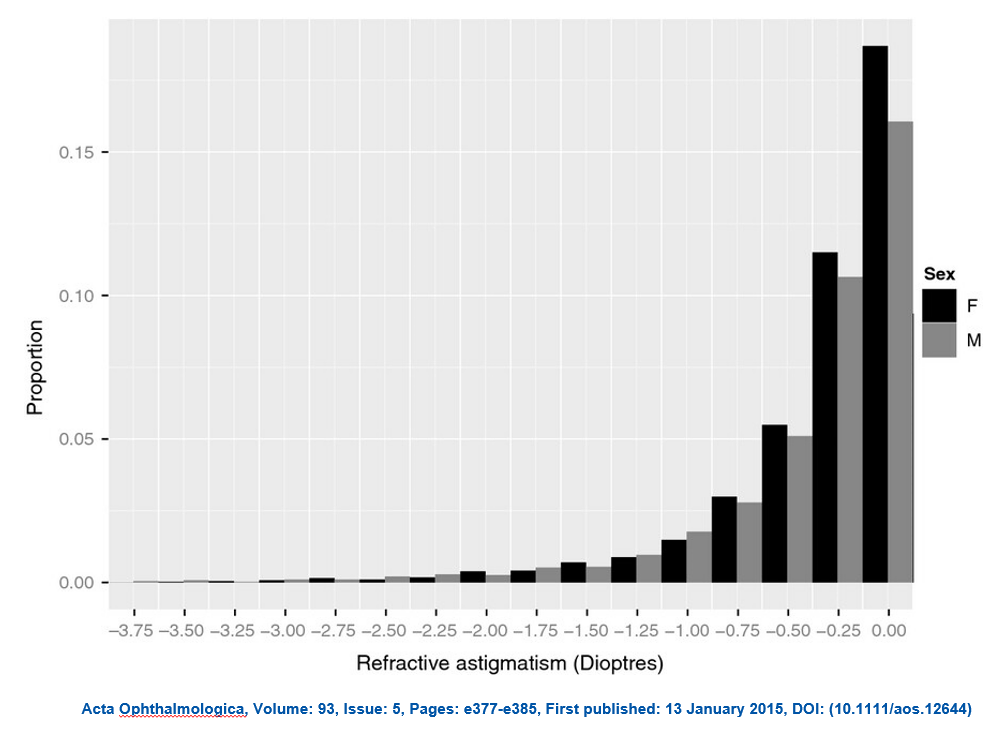 0.15
0.10
0.05
0.00
Proportion
−3.75 −3.50 −3.25 −3.00 −2.75 −2.50 −2.25 −2.00 −1.75 −1.50 −1.25 −1.00 −0.75 −0.50 −0.25 0.00
Refractive astigmatism (Dioptres)
Sex
F
M
Acta Ophthalmologica, Volume: 93, Issue: 5, Pages: e377-e385, First published: 13 January 2015, DOI: (10.1111/aos.12644)